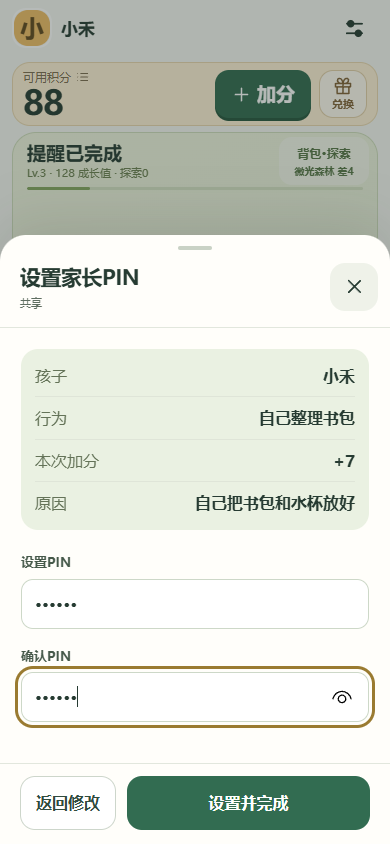 小 小禾
可用积分
88
+ 加分
兑换
提醒已完成
Lv.3 · 128 成长值 · 探索0
背包•探索
微光森林 差4
设置家长PIN
共享
孩子 小禾
行为 自己整理书包
本次加分 +7
原因 自己把书包和水杯放好
设置PIN
••••••
确认PIN
••••••
返回修改 设置并完成